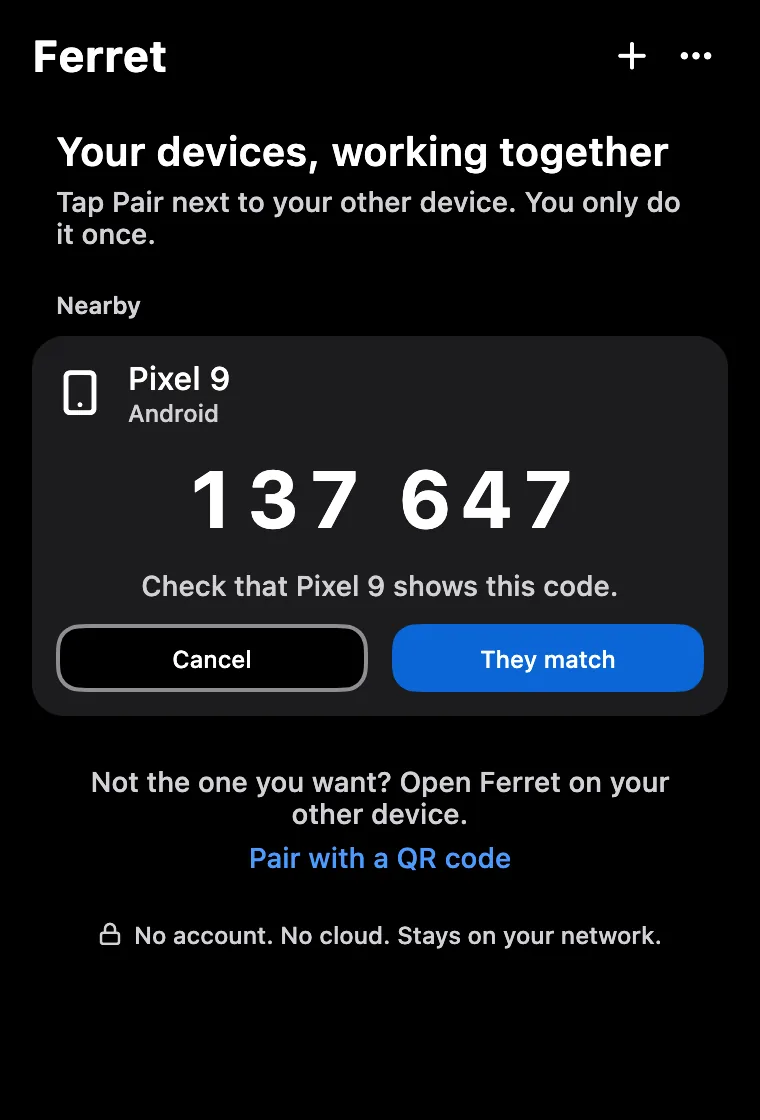 Ferret
Your devices, working together
Tap Pair next to your other device. You only do
it once.
Nearby
Pixel 9
Android
137 647
Check that Pixel 9 shows this code.
Cancel
They match
Not the one you want? Open Ferret on your
other device.
Pair with a QR code
No account. No cloud. Stays on your network.